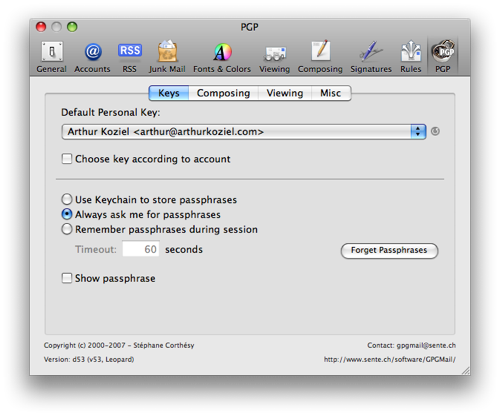 PGP
General Accounts RSS Junk Mail Fonts & Colors Viewing Composing Signatures Rules PGP
RSS
PGP
Keys Composing Viewing Misc
Default Personal Key:
Arthur Koziel <arthur@arthurkoziel.com>
Choose key according to account
Use Keychain to store passphrases
Always ask me for passphrases
Remember passphrases during session
Timeout: 60 seconds
Forget Passphrases
Show passphrase
Copyright (c) 2000-2007 - Stéphane Corthésy
Contact: gpgmail@sente.ch
Version: d53 (v53, Leopard)
http://www.sente.ch/software/GPGMail/